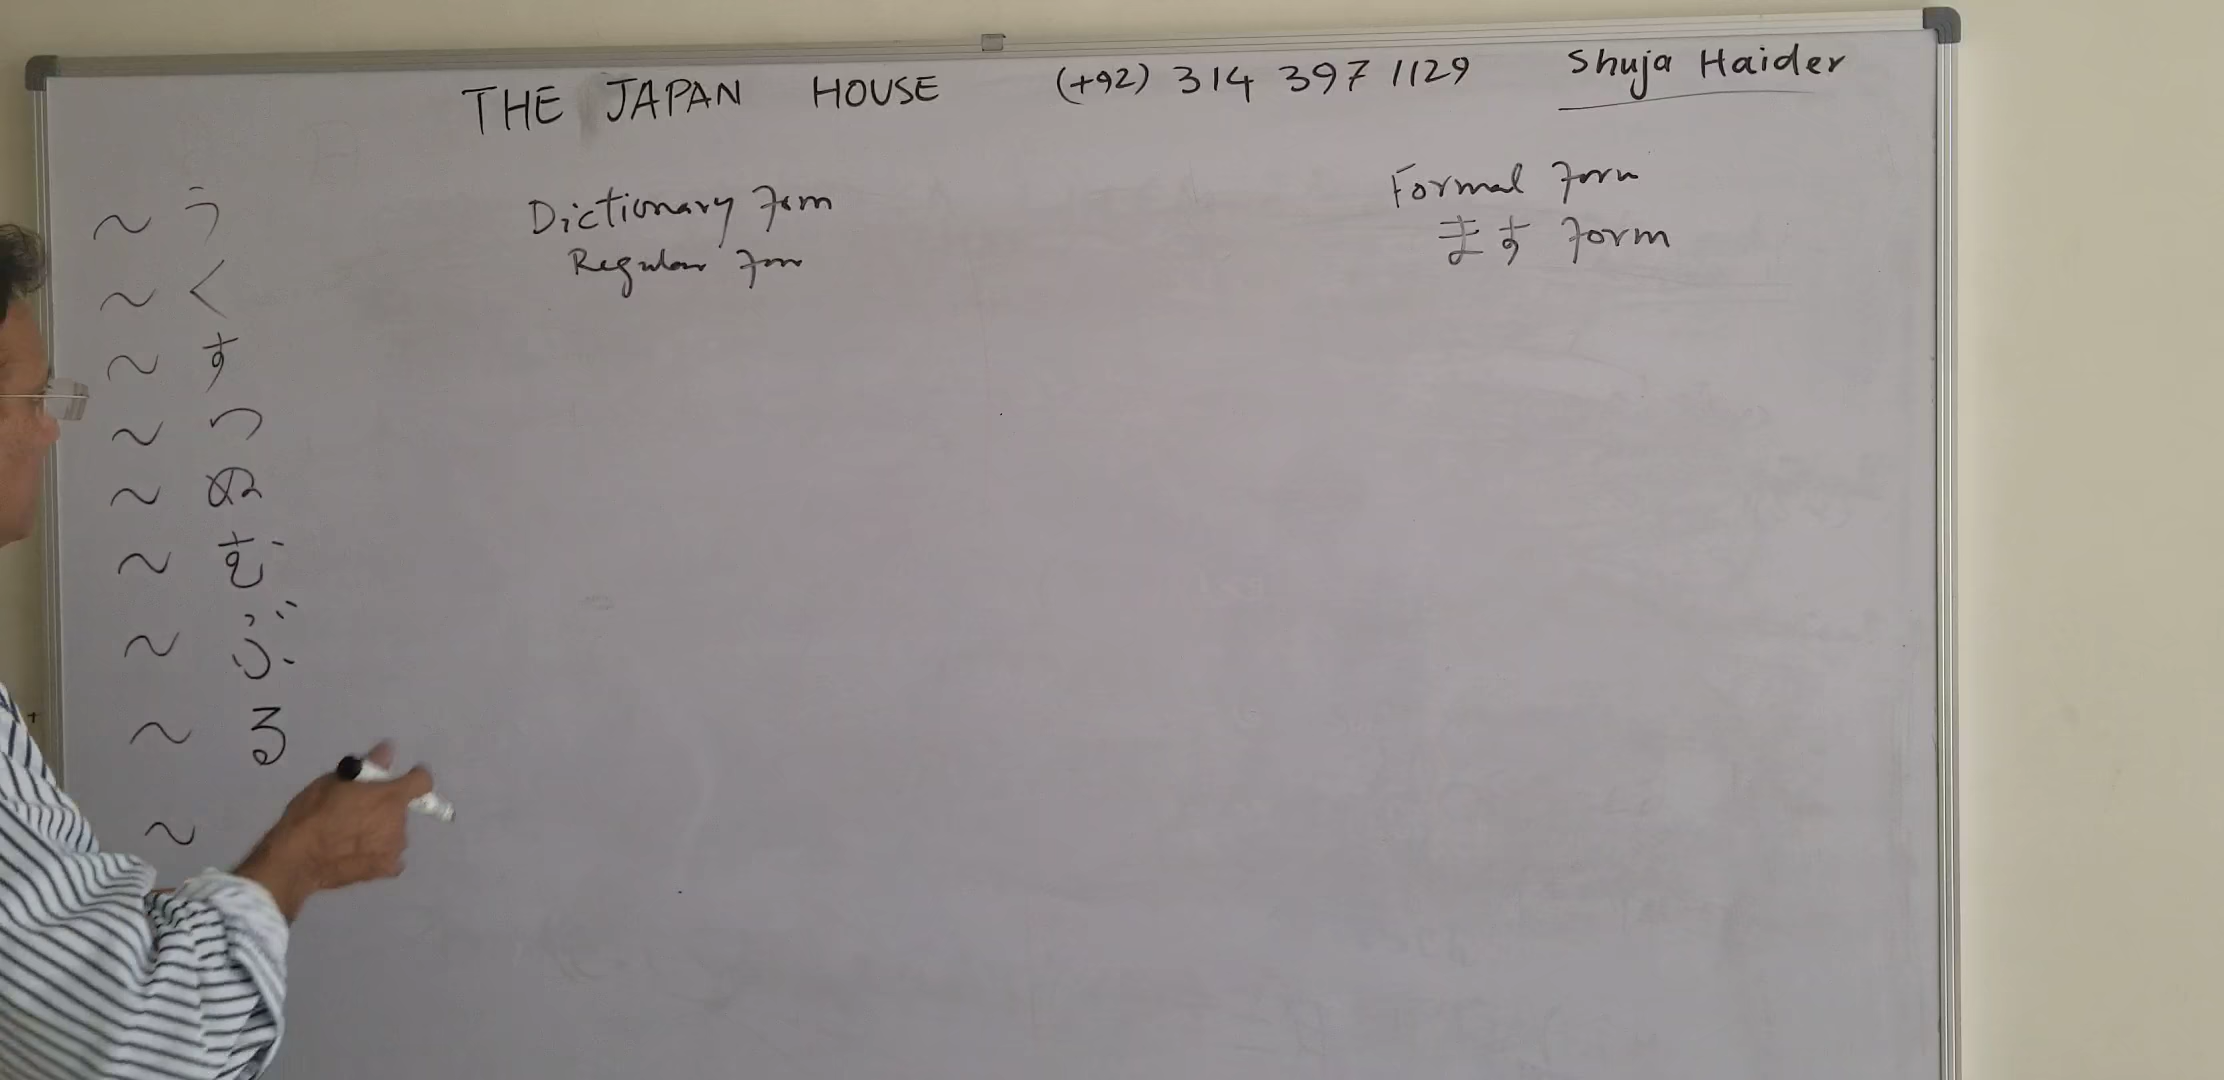 THE JAPAN HOUSE (+92) 314 397 1129 Shuja Haider
Dictionary form
Regular form
Formal form
ます form
~ う
~ く
~ す
~ つ
~ ぬ
~ む
~ ぶ
~ る
~